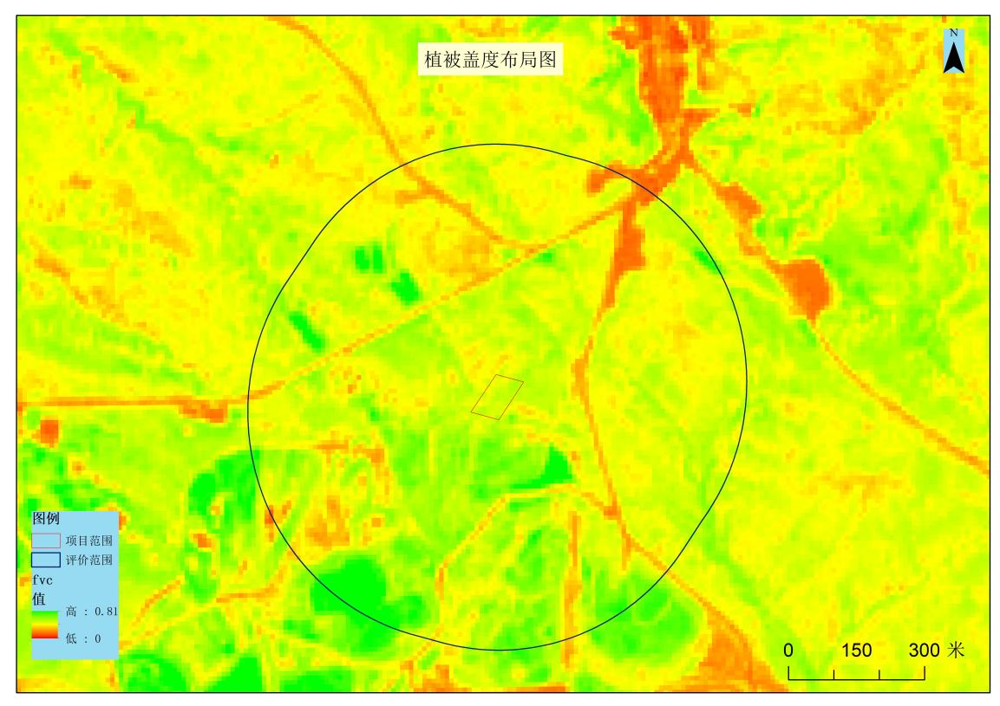 植被盖度布局图
N
图例
项目范围
评价范围
fvc
值
高 : 0.81
低 : 0
0 150 300 米